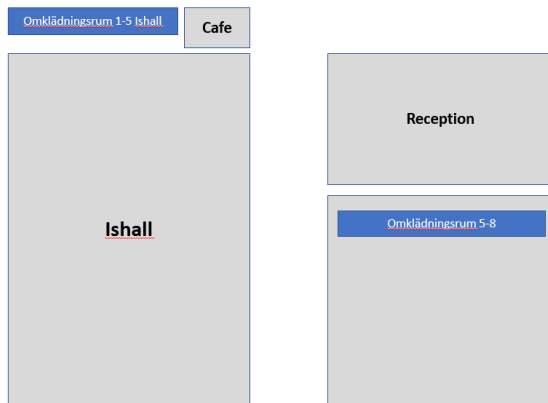 Omklädningsrum 1-5 Ishall
Cafe
Reception
Ishall
Omklädningsrum 5-8